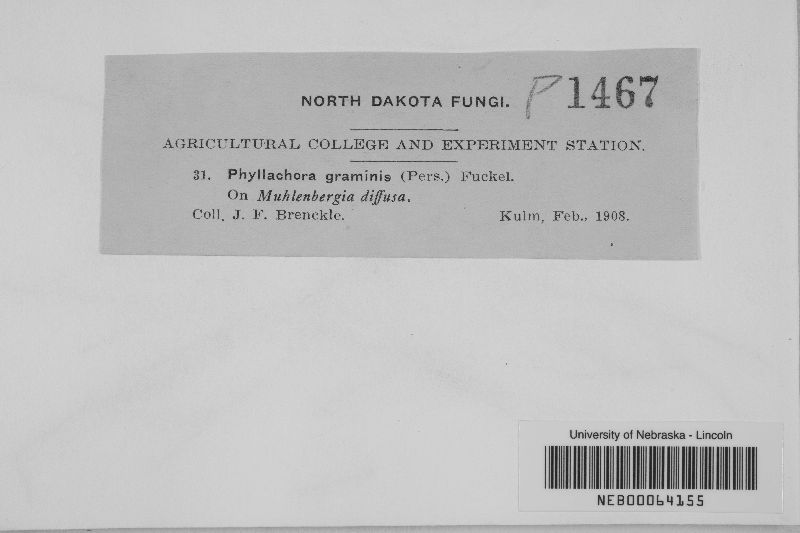 NORTH DAKOTA FUNGI. P 1467
AGRICULTURAL COLLEGE AND EXPERIMENT STATION.
31. Phyllachora graminis (Pers.) Fuckel.
On Muhlenbergia diffusa.
Coll. J. F. Brenckle. Kulm, Feb., 1908.
University of Nebraska - Lincoln
NEB00064155